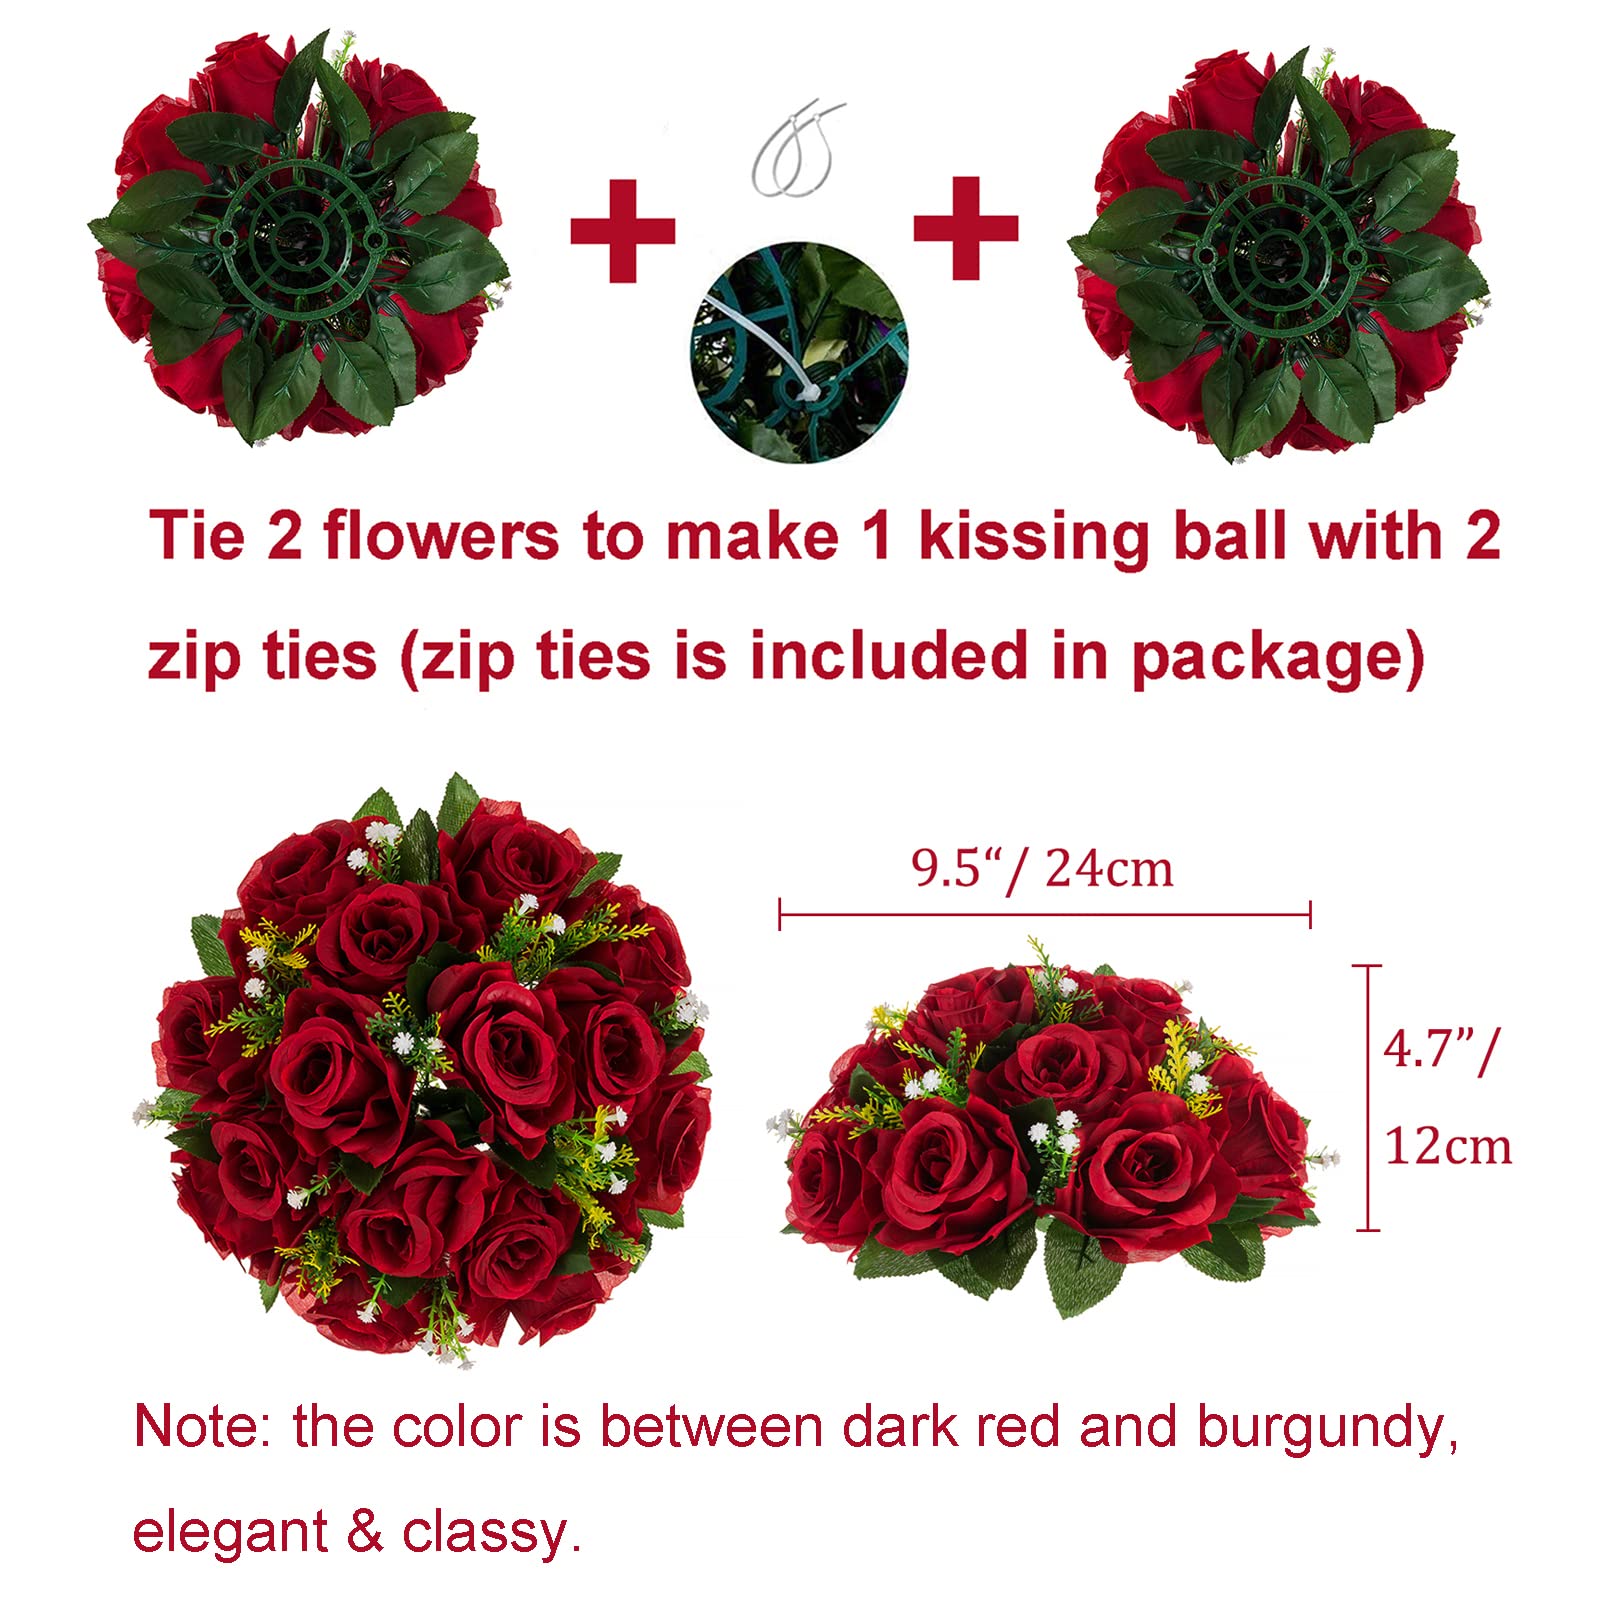 Tie 2 flowers to make 1 kissing ball with 2
zip ties (zip ties is included in package)
9.5“/ 24cm
4.7”/
12cm
Note: the color is between dark red and burgundy,
elegant & classy.